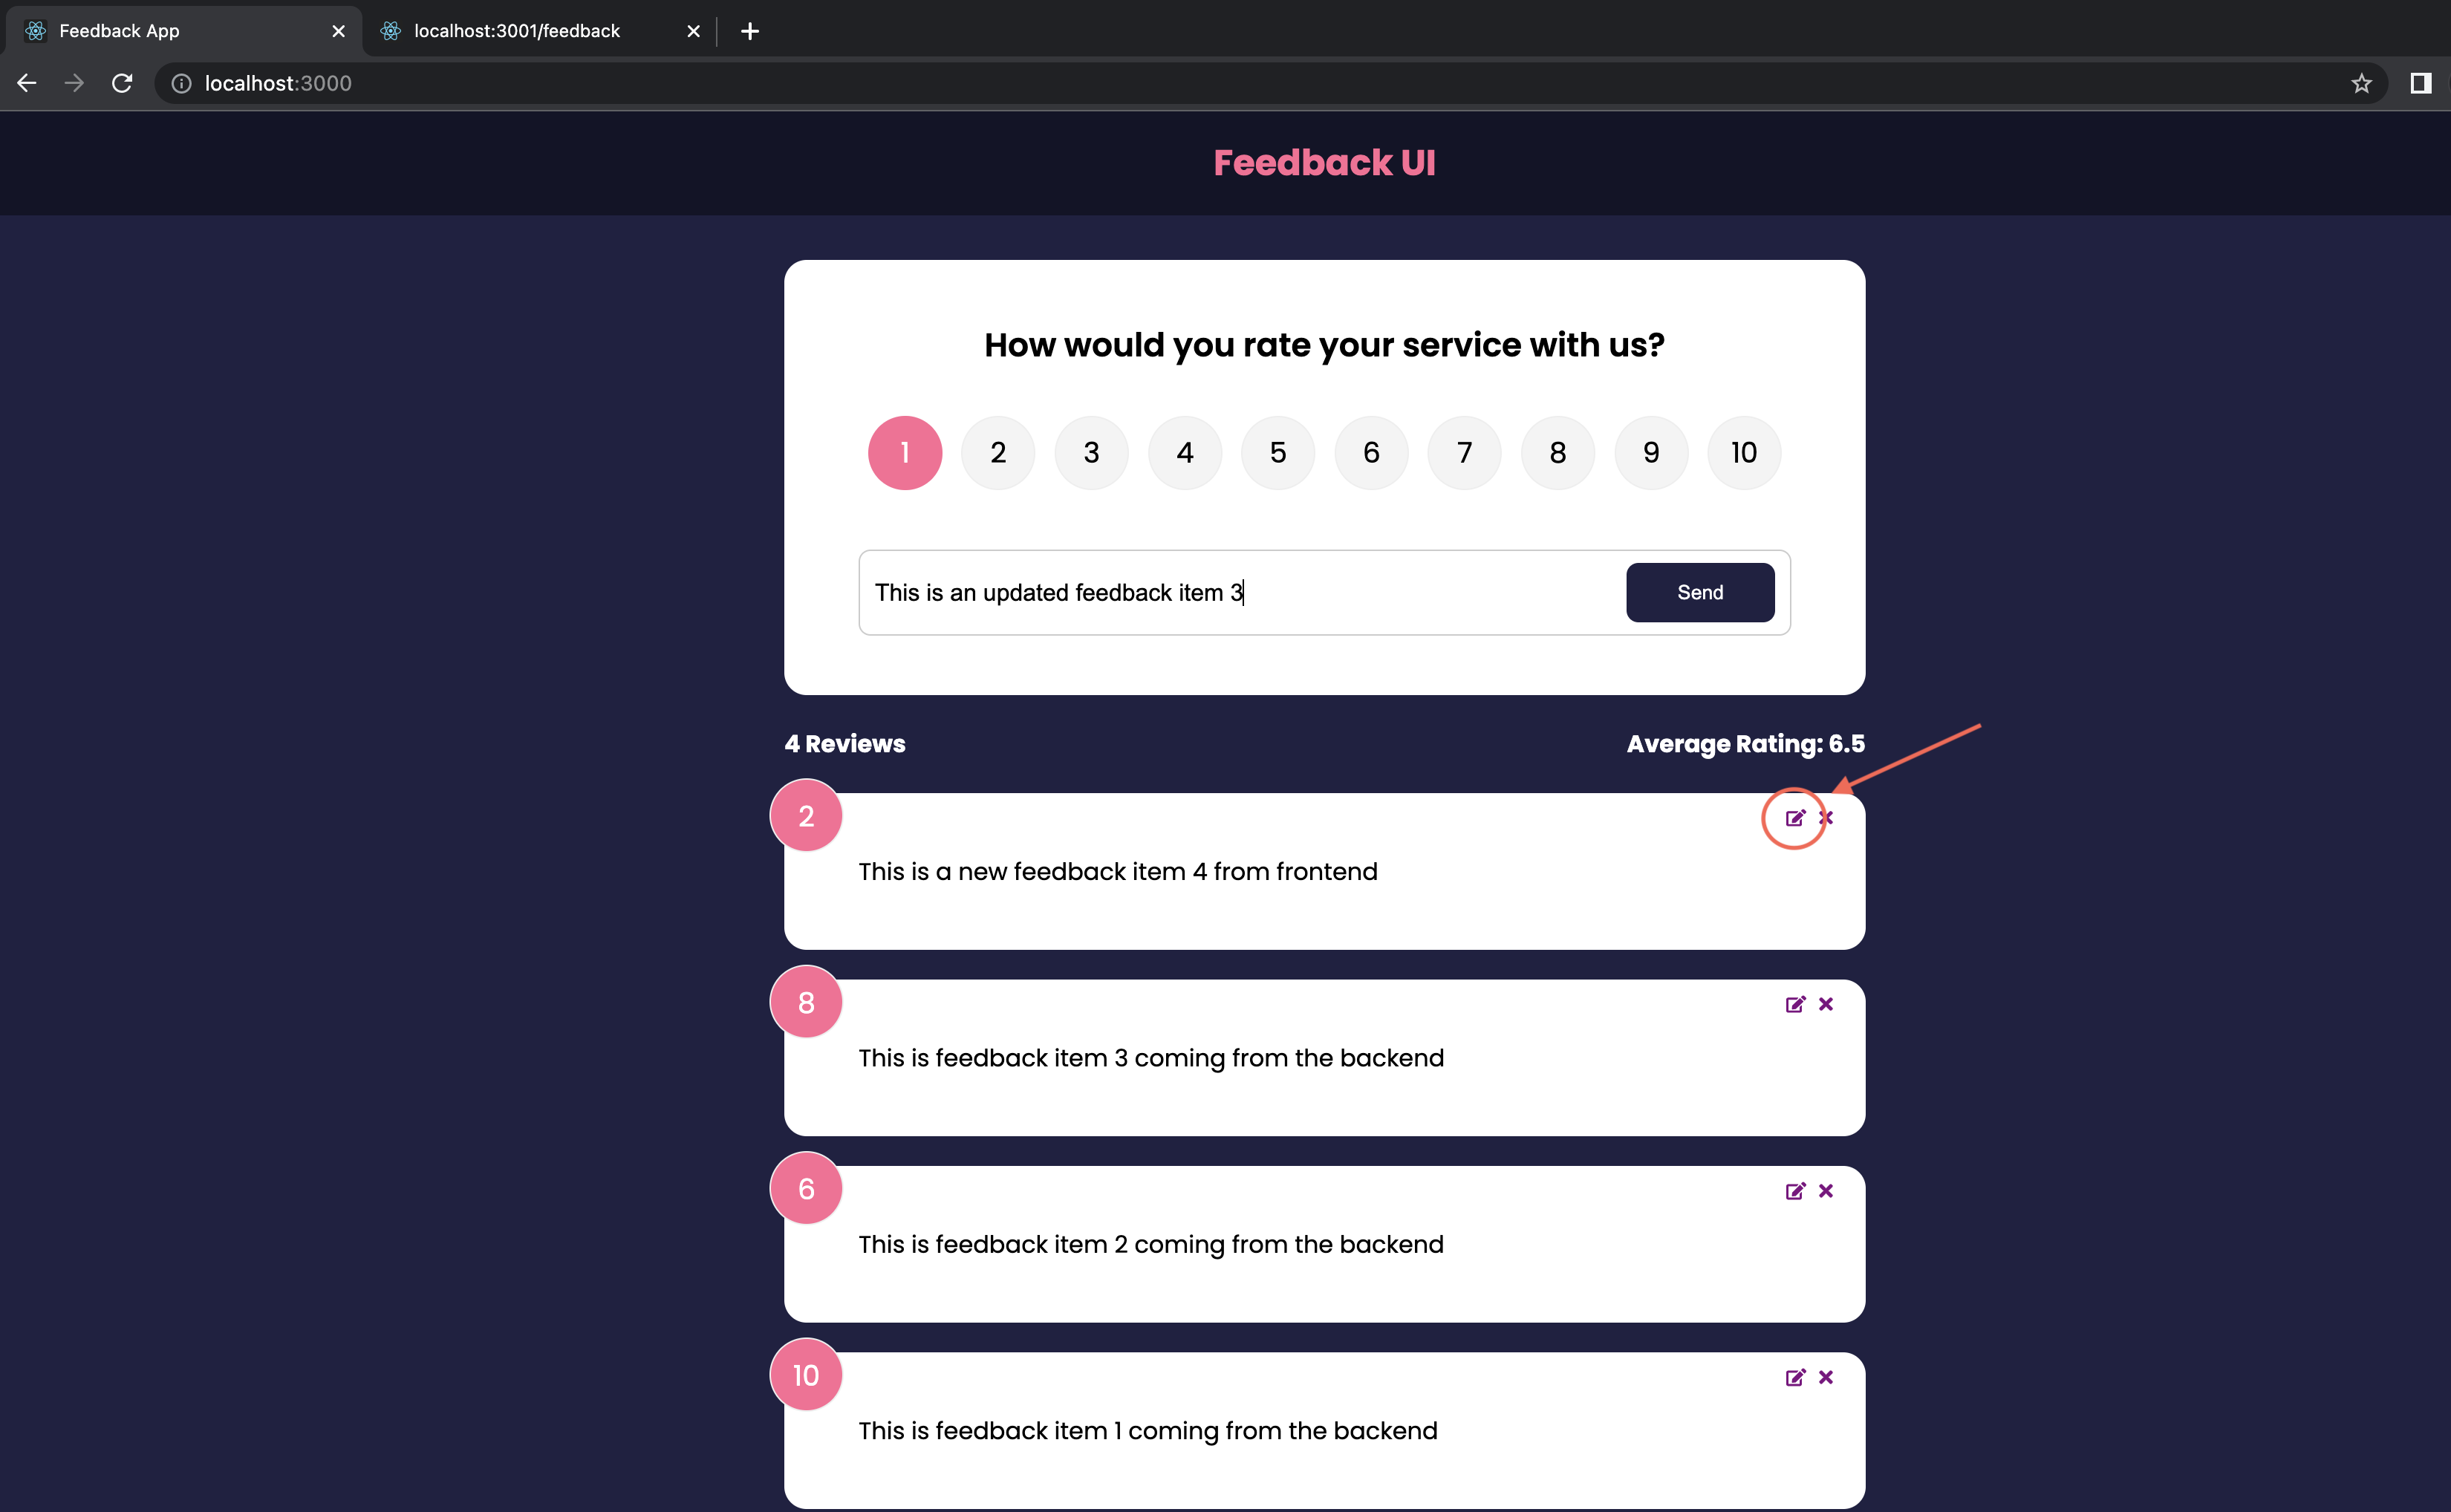 Feedback App
localhost:3001/feedback
localhost:3000
Feedback UI
How would you rate your service with us?
1 2 3 4 5 6 7 8 9 10
This is an updated feedback item 3
Send
4 Reviews
Average Rating: 6.5
2
This is a new feedback item 4 from frontend
8
This is feedback item 3 coming from the backend
6
This is feedback item 2 coming from the backend
10
This is feedback item 1 coming from the backend